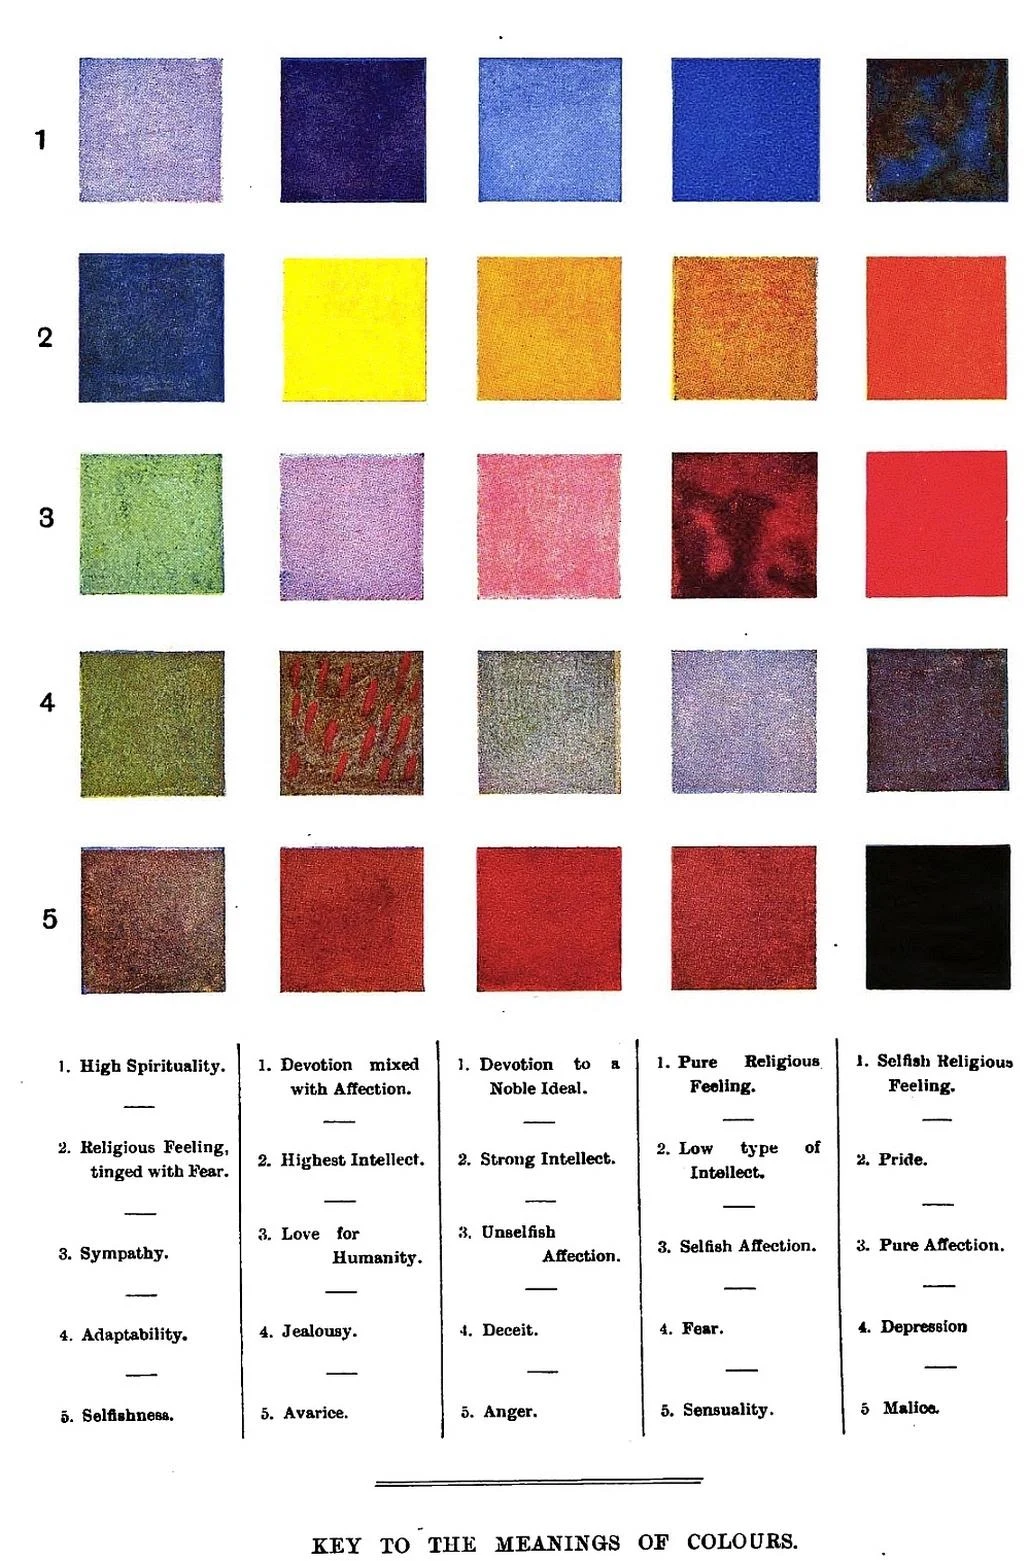 1
2
3
4
5
1. High Spirituality.
2. Religious Feeling,
tinged with Fear.
3. Sympathy.
4. Adaptability.
5. Selfishness.
1. Devotion mixed
with Affection.
2. Highest Intellect.
3. Love for
Humanity.
4. Jealousy.
5. Avarice.
1. Devotion to a
Noble Ideal.
2. Strong Intellect.
3. Unselfish
Affection.
4. Deceit.
5. Anger.
1. Pure Religious
Feeling.
2. Low type of
Intellect.
3. Selfish Affection.
4. Fear.
5. Sensuality.
1. Selfish Religious
Feeling.
2. Pride.
3. Pure Affection.
4. Depression
5 Malice.
KEY TO THE MEANINGS OF COLOURS.